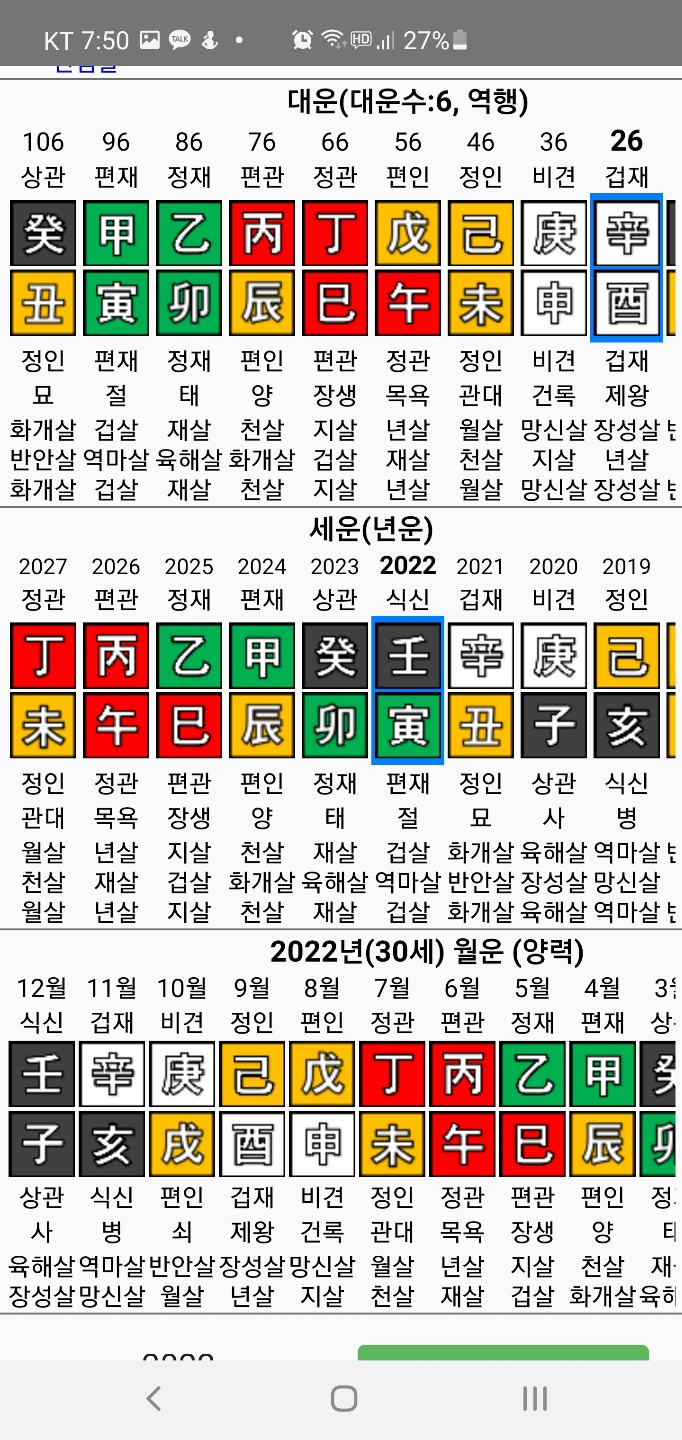 KT 7:50 TALK HD 27%
대운(대운수:6, 역행)
106 96 86 76 66 56 46 36 26
상관 편재 정재 편관 정관 편인 정인 비견 겁재
癸 甲 乙 丙 丁 戊 己 庚 辛
丑 寅 卯 辰 巳 午 未 申 酉
정인 편재 정재 편인 편관 정관 정인 비견 겁재
묘 절 태 양 장생 목욕 관대 건록 제왕
화개살 겁살 재살 천살 지살 년살 월살 망신살 장성살
반안살 역마살 육해살 화개살 겁살 재살 천살 지살 년살
화개살 겁살 재살 천살 지살 년살 월살 망신살 장성살
세운(년운)
2027 2026 2025 2024 2023 2022 2021 2020 2019
정관 편관 정재 편재 상관 식신 겁재 비견 정인
丁 丙 乙 甲 癸 壬 辛 庚 己
未 午 巳 辰 卯 寅 丑 子 亥
정인 정관 편관 편인 정재 편재 정인 상관 식신
관대 목욕 장생 양 태 절 묘 사 병
월살 년살 지살 천살 재살 겁살 화개살 육해살 역마살
천살 재살 겁살 화개살 육해살 역마살 반안살 장성살 망신살
월살 년살 지살 천살 재살 겁살 화개살 육해살 역마살
2022년(30세) 월운 (양력)
12월 11월 10월 9월 8월 7월 6월 5월 4월 3월
식신 겁재 비견 정인 편인 정관 편관 정재 편재 상
壬 辛 庚 己 戊 丁 丙 乙 甲 癸
子 亥 戌 酉 申 未 午 巳 辰 卯
상관 식신 편인 겁재 비견 정인 정관 편관 편인 정
사 병 쇠 제왕 건록 관대 목욕 장생 양
육해살 역마살 반안살 장성살 망신살 월살 년살 지살 천살 재
장성살 망신살 월살 년살 지살 천살 재살 겁살 화개살 육해